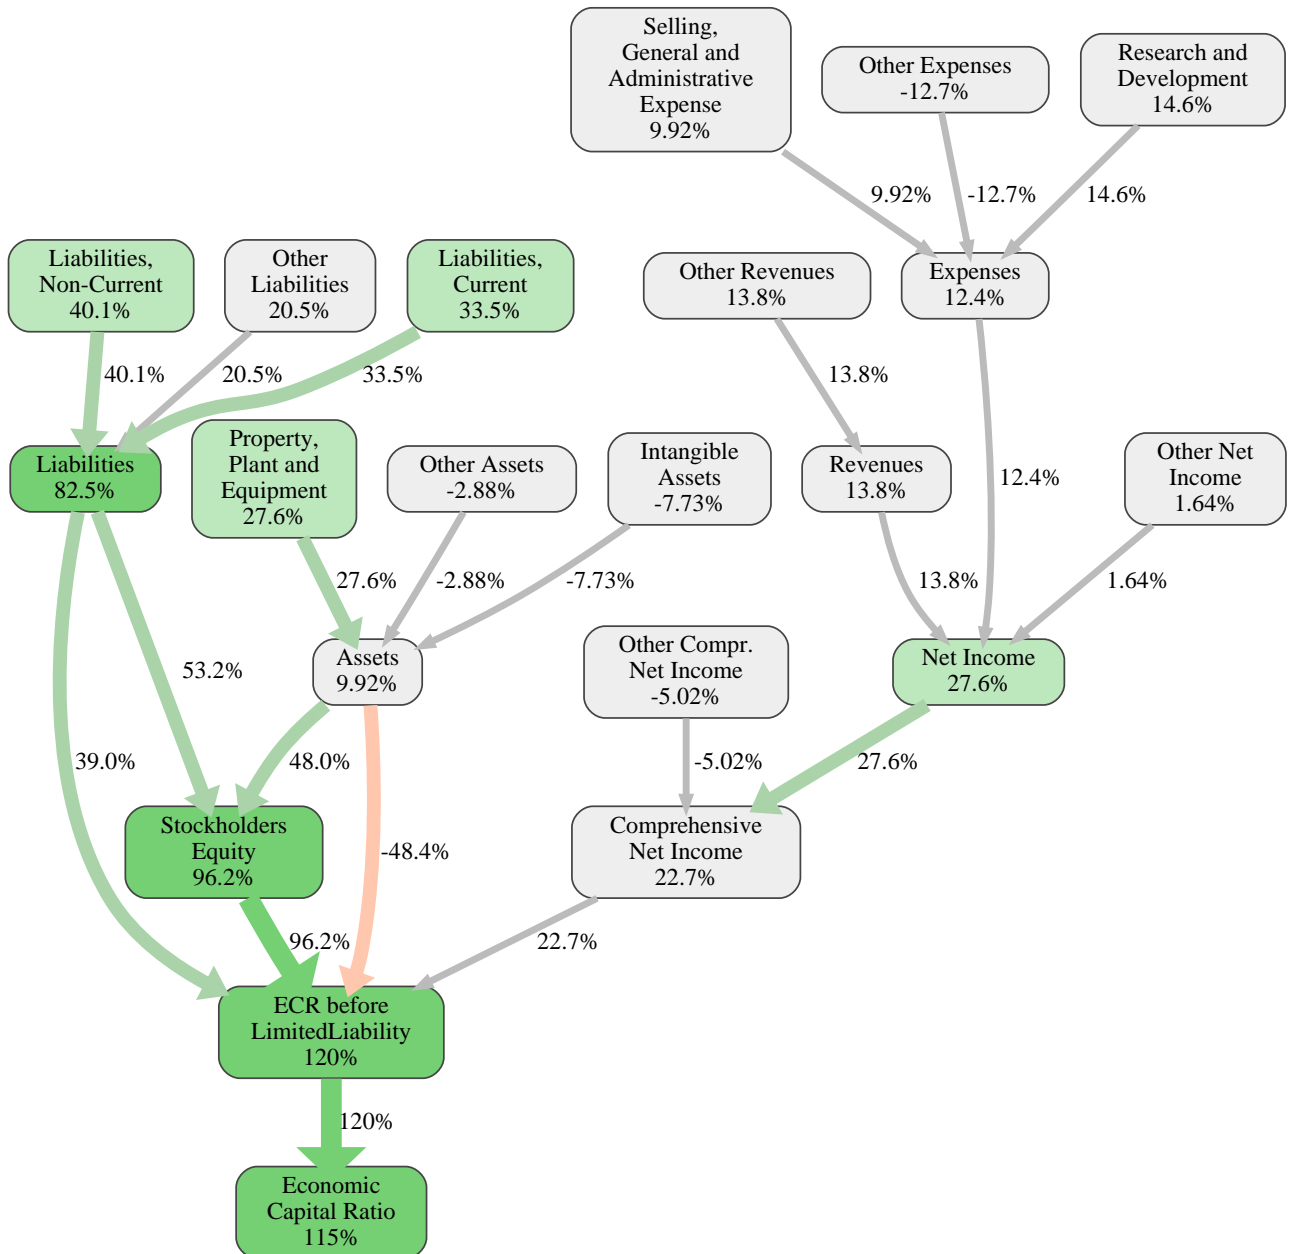 Selling,
General and
Administrative
Expense
9.92%
Other Expenses
-12.7%
Research and
Development
14.6%
9.92%
-12.7%
14.6%
Liabilities,
Non-Current
40.1%
Other
Liabilities
20.5%
Liabilities,
Current
33.5%
Other Revenues
13.8%
Expenses
12.4%
40.1%
20.5%
33.5%
13.8%
Liabilities
82.5%
Property,
Plant and
Equipment
27.6%
Other Assets
-2.88%
Intangible
Assets
-7.73%
Revenues
13.8%
12.4%
Other Net
Income
1.64%
27.6%
-2.88%
-7.73%
13.8%
1.64%
53.2%
Assets
9.92%
Other Compr.
Net Income
-5.02%
Net Income
27.6%
39.0%
48.0%
-5.02%
27.6%
Stockholders
Equity
96.2%
-48.4%
Comprehensive
Net Income
22.7%
96.2%
22.7%
ECR before
LimitedLiability
120%
120%
Economic
Capital Ratio
115%